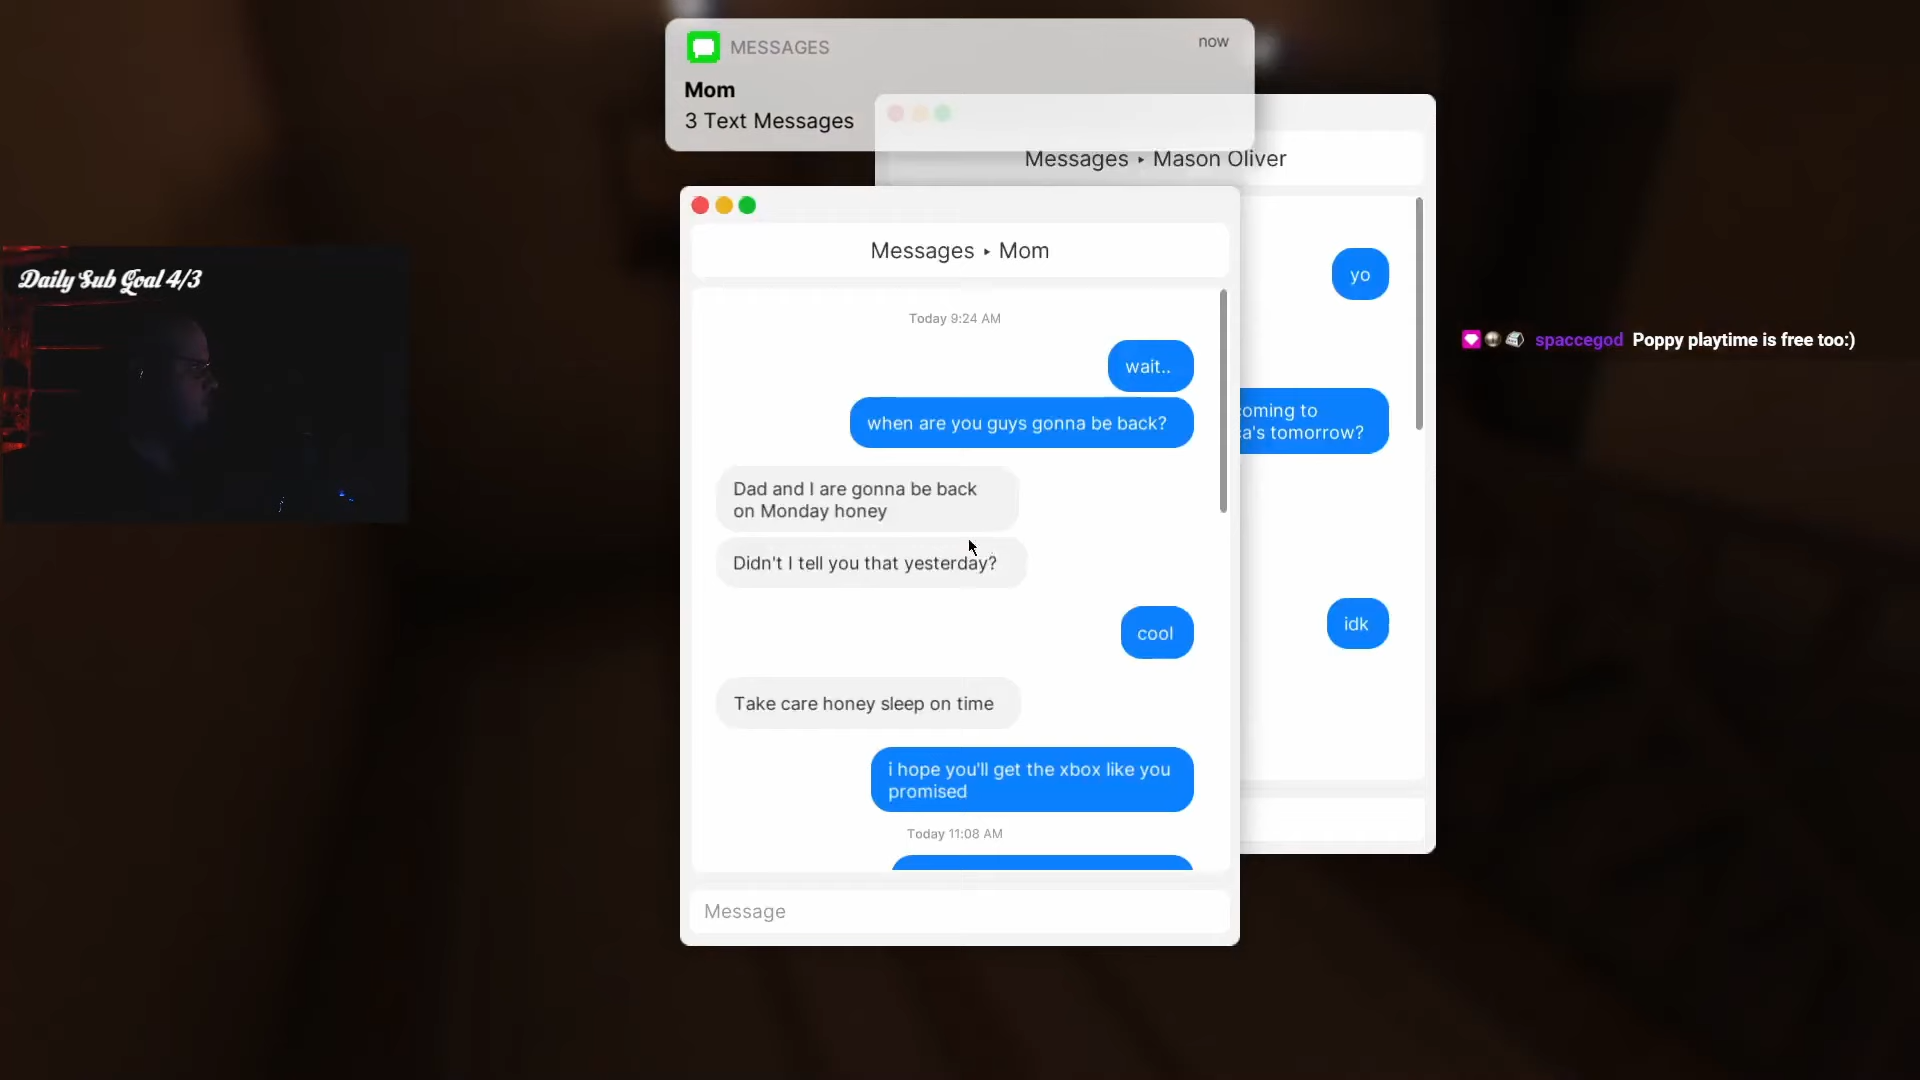 MESSAGES
now
Mom
3 Text Messages
Messages ‣ Mason Oliver
yo
coming to
ca's tomorrow?
idk
Messages ‣ Mom
Today 9:24 AM
wait..
when are you guys gonna be back?
Dad and I are gonna be back
on Monday honey
Didn't I tell you that yesterday?
cool
Take care honey sleep on time
i hope you'll get the xbox like you
promised
Today 11:08 AM
Message
Daily Sub Goal 4/3
spaccegod Poppy playtime is free too:)